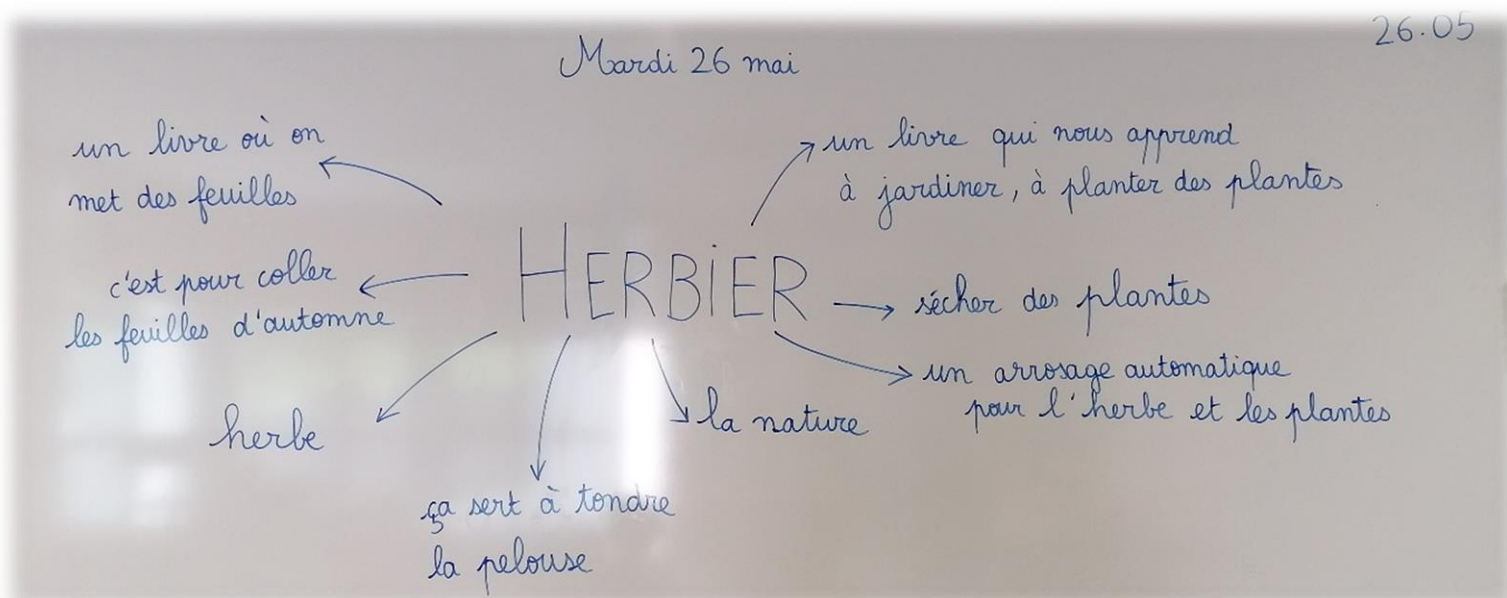 26.05
Mardi 26 mai
un livre où on
met des feuilles
un livre qui nous apprend
à jardiner, à planter des plantes
c'est pour coller
les feuilles d'automne
HERBiER
sécher des plantes
un arrosage automatique
pour l'herbe et les plantes
herbe
la nature
ça sert à tondre
la pelouse